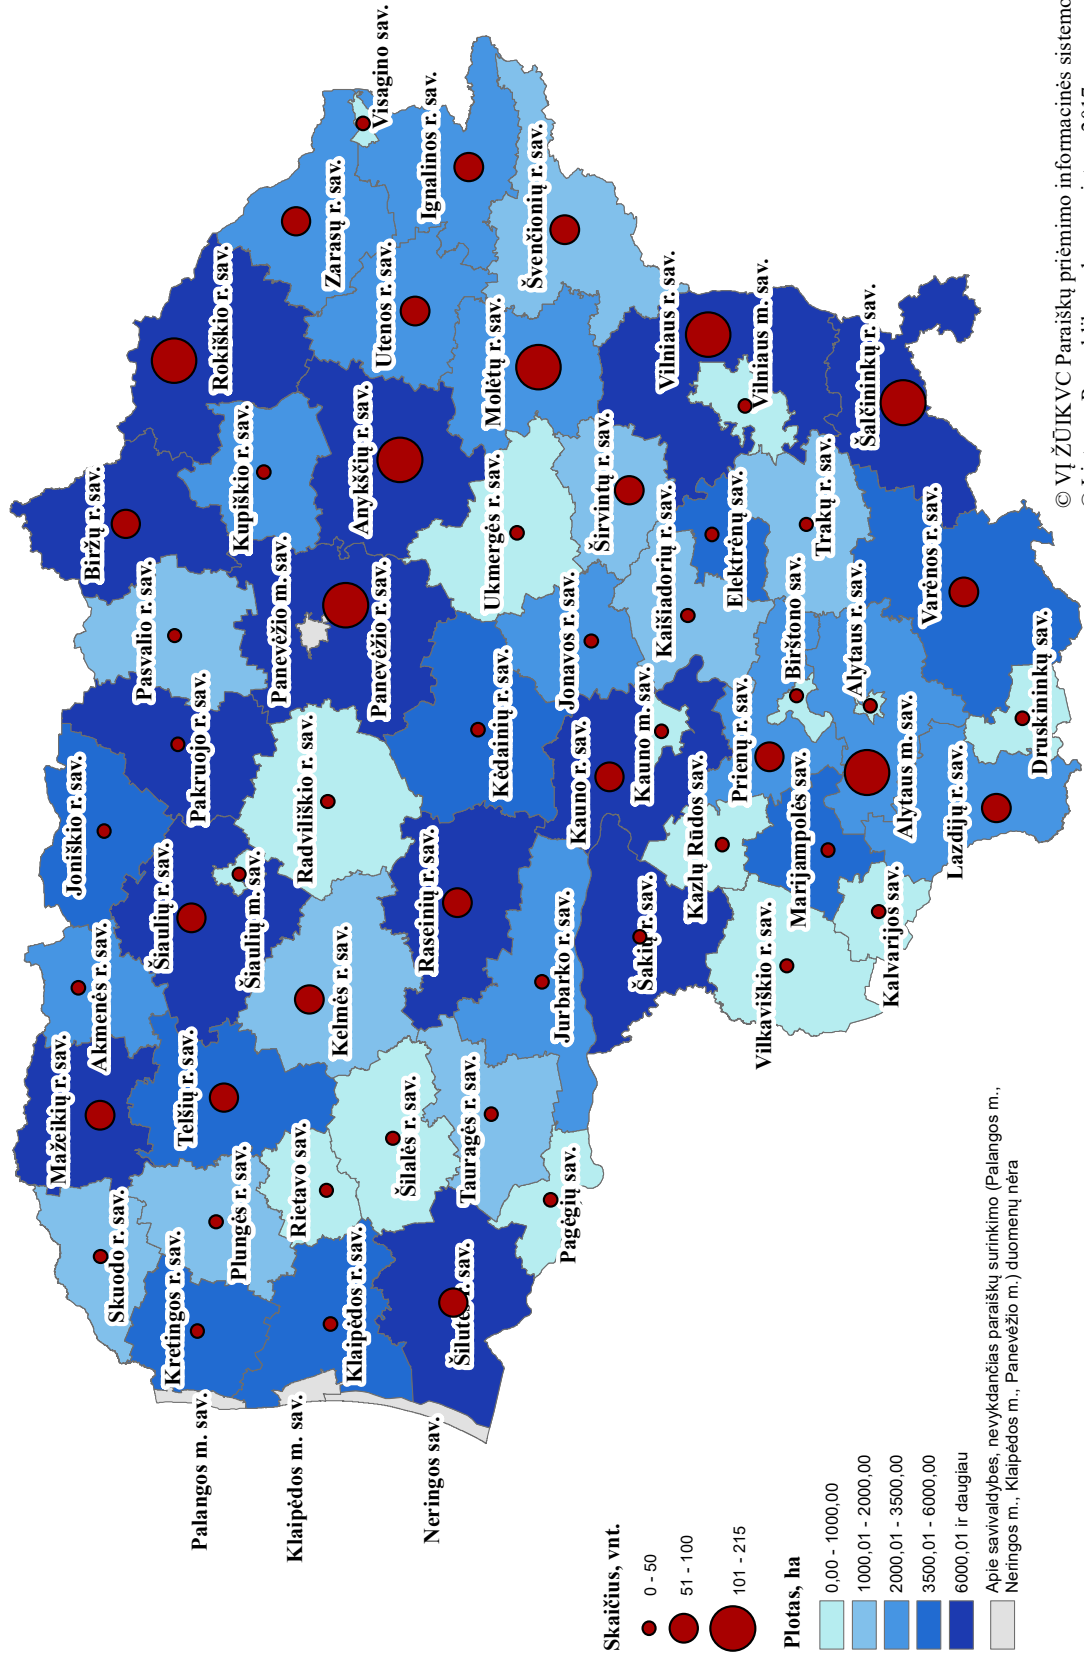 Mažeikių r. sav.
Akmenės r. sav.
Joniškio r. sav.
Skuodo r. sav.
Telšių r. sav.
Šiaulių r. sav.
Pakruojo r. sav.
Pasvalio r. sav.
Biržų r. sav.
Rokiškio r. sav.
Kretingos r. sav.
Plungės r. sav.
Šiaulių m. sav.
Kupiškio r. sav.
Palangos m. sav.
Rietavo sav.
Kelmės r. sav.
Radviliškio r. sav.
Panevėžio m. sav.
Zarasų r. sav.
Visagino sav.
Klaipėdos m. sav.
Klaipėdos r. sav.
Šilalės r. sav.
Raseinių r. sav.
Panevėžio r. sav.
Anykščių r. sav.
Utenos r. sav.
Ignalinos r. sav.
Neringos sav.
Šilutės r. sav.
Tauragės r. sav.
Kėdainių r. sav.
Ukmergės r. sav.
Molėtų r. sav.
Švenčionių r. sav.
Pagėgių sav.
Jurbarko r. sav.
Kauno r. sav.
Jonavos r. sav.
Širvintų r. sav.
Šakių r. sav.
Kauno m. sav.
Kaišiadorių r. sav.
Vilniaus r. sav.
Kazlų Rūdos sav.
Prienų r. sav.
Elektrėnų sav.
Vilniaus m. sav.
Vilkaviškio r. sav.
Marijampolės sav.
Birštono sav.
Trakų r. sav.
Kalvarijos sav.
Alytaus m. sav.
Alytaus r. sav.
Šalčininkų r. sav.
Lazdijų r. sav.
Varėnos r. sav.
Druskininkų sav.
Skaičius, vnt.
0 - 50
51 - 100
101 - 215
Plotas, ha
0,00 - 1000,00
1000,01 - 2000,00
2000,01 - 3500,00
3500,01 - 6000,00
6000,01 ir daugiau
Apie savivaldybes, nevykdančias paraiškų surinkimo (Palangos m.,
Neringos m., Klaipėdos m., Panevėžio m.) duomenų nėra
© VĮ ŽŪIKVC Paraiškų priėmimo informacinės sistemo